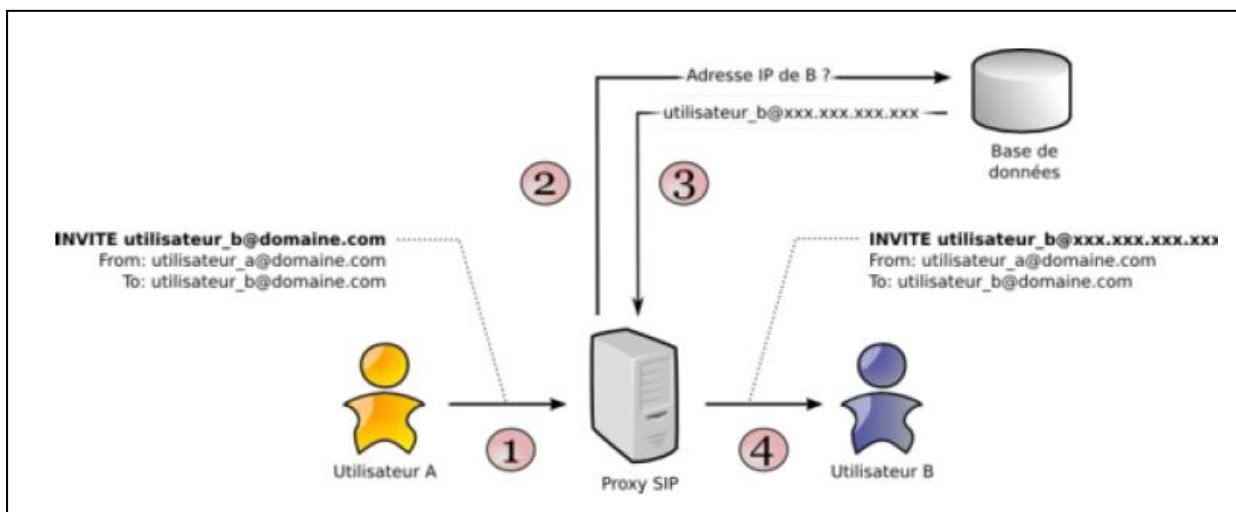 Adresse IP de B ?
utilisateur_b@xxx.xxx.xxx.xxx
Base de
données
2
3
INVITE utilisateur_b@domaine.com
From: utilisateur_a@domaine.com
To: utilisateur_b@domaine.com
INVITE utilisateur_b@xxx.xxx.xxx.xxx
From: utilisateur_a@domaine.com
To: utilisateur_b@domaine.com
1
4
Utilisateur A
Proxy SIP
Utilisateur B